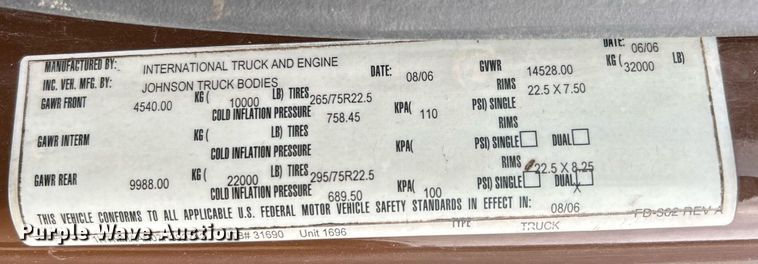 MANUFACTURED BY: INTERNATIONAL TRUCK AND ENGINE DATE: 06/06
INC. VEH. MFG. BY: JOHNSON TRUCK BODIES DATE: 08/06 GVWR 14528.00 KG ( 32000 LB)
GAWR FRONT 4540.00 KG ( 10000 LB) TIRES 265/75R22.5 RIMS 22.5 X 7.50
COLD INFLATION PRESSURE 758.45 KPA( 110 PSI) SINGLE
GAWR INTERM KG ( LB) TIRES RIMS
COLD INFLATION PRESSURE KPA( PSI) SINGLE DUAL
GAWR REAR 9988.00 KG ( 22000 LB) TIRES 295/75R22.5 RIMS 22.5 X 8.25
COLD INFLATION PRESSURE 689.50 KPA( 100 PSI) SINGLE DUAL X
THIS VEHICLE CONFORMS TO ALL APPLICABLE U.S. FEDERAL MOTOR VEHICLE SAFETY STANDARDS IN EFFECT IN: 08/06
31690 Unit 1696 TYPE TRUCK FD-302 REV A
Purple Wave Auction